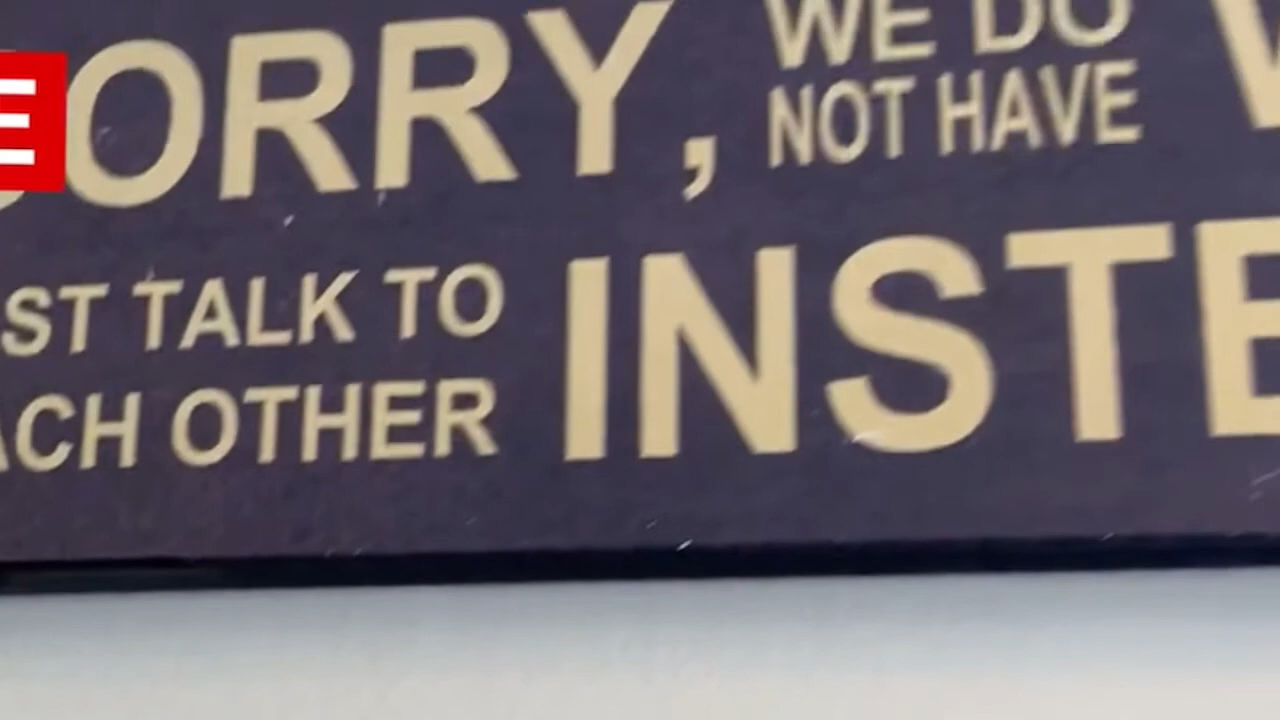 E
ORRY, WE DO NOT HAVE
ST TALK TO
ACH OTHER INSTE